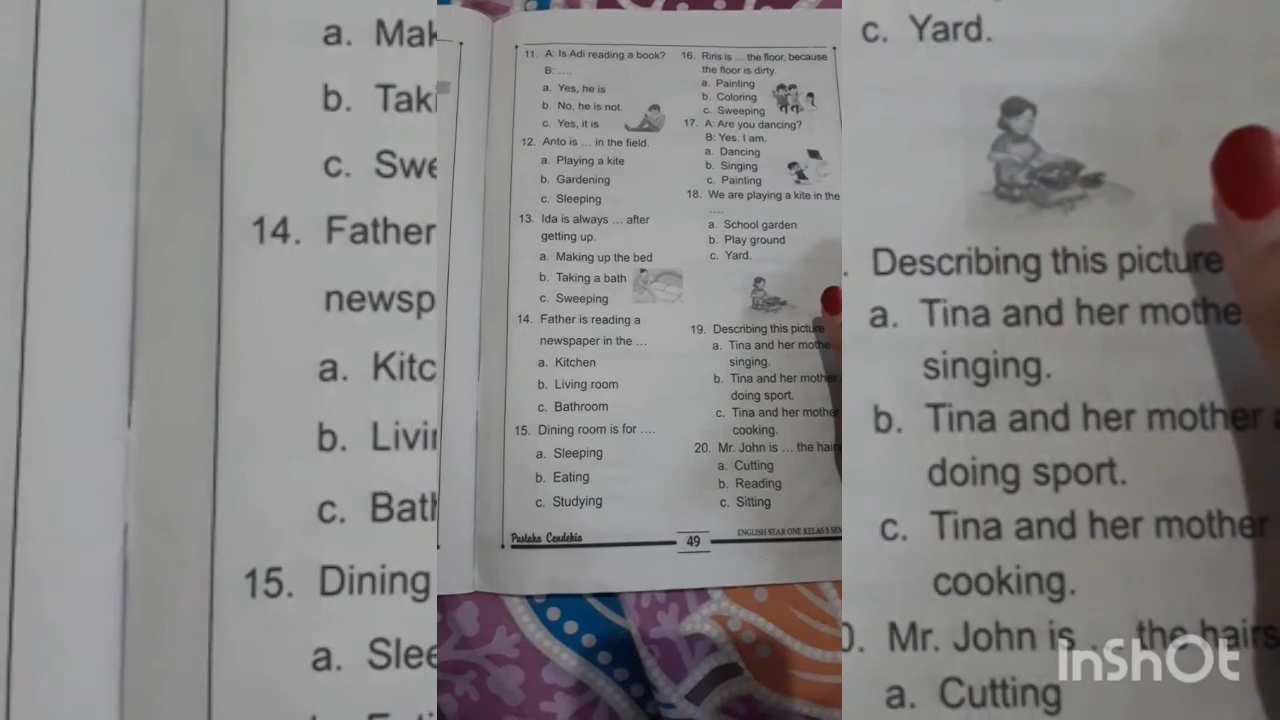 11. A: Is Adi reading a book?
B: ....
a. Yes, he is
b. No, he is not.
c. Yes, it is
12. Anto is ... in the field.
a. Playing a kite
b. Gardening
c. Sleeping
13. Ida is always ... after
getting up.
a. Making up the bed
b. Taking a bath
c. Sweeping
14. Father is reading a
newspaper in the ...
a. Kitchen
b. Living room
c. Bathroom
15. Dining room is for ....
a. Sleeping
b. Eating
c. Studying
16. Riris is ... the floor, because
the floor is dirty.
a. Painting
b. Coloring
c. Sweeping
17. A: Are you dancing?
B: Yes. I am.
a. Dancing
b. Singing
c. Painting
18. We are playing a kite in the
....
a. School garden
b. Play ground
c. Yard.
19. Describing this picture
a. Tina and her mothe
singing.
b. Tina and her mother
doing sport.
c. Tina and her mother
cooking.
20. Mr. John is ... the hairs
a. Cutting
b. Reading
c. Sitting
Pustaka Cendekia
49
ENGLISH STAR ONE KELAS 3 SEM
a. Mak
b. Taki
c. Swe
14. Father
newsp
a. Kitc
b. Livin
c. Bath
15. Dining
a. Slee
c. Yard.
. Describing this picture
a. Tina and her mothe
singing.
b. Tina and her mother
doing sport.
c. Tina and her mother
cooking.
0. Mr. John is ... the hairs
a. Cutting
InShOt